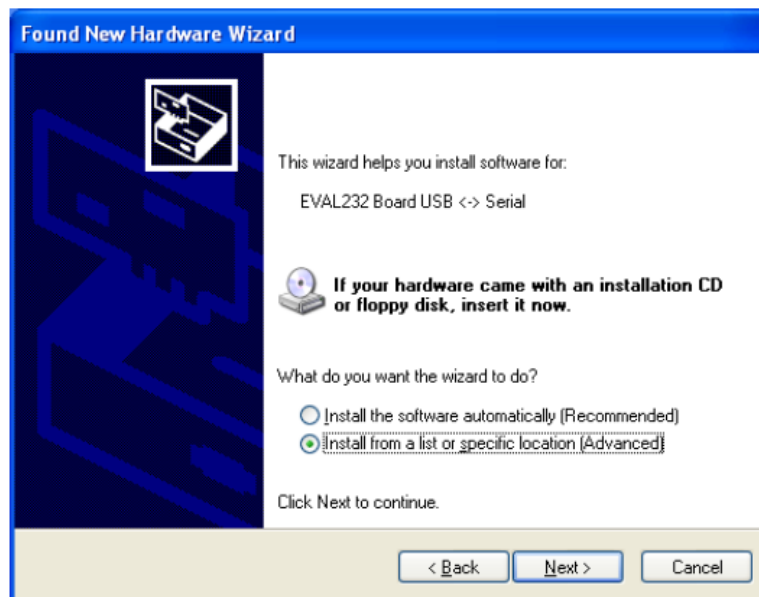 Found New Hardware Wizard
This wizard helps you install software for:
EVAL232 Board USB <-> Serial
If your hardware came with an installation CD
or floppy disk, insert it now.
What do you want the wizard to do?
Install the software automatically (Recommended)
Install from a list or specific location (Advanced)
Click Next to continue.
< Back Next > Cancel